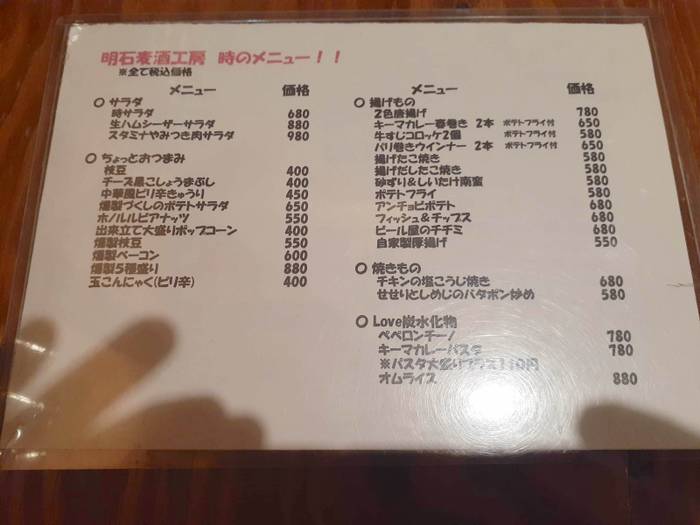 明石麦酒工房 時のメニュー！！
※全て税込価格
メニュー 価格
○ サラダ
時サラダ 680
生ハムシーザーサラダ 880
スタミナやみつき肉サラダ 980
○ ちょっとおつまみ
枝豆 400
チーズ黒こしょうまぶし 400
中華風ピリ辛きゅうり 450
燻製づくしのポテトサラダ 650
ホノルルピアナッツ 550
出来立て大盛りポップコーン 400
燻製枝豆 550
燻製ベーコン 600
燻製5種盛り 880
玉こんにゃく(ピリ辛) 400
メニュー 価格
○ 揚げもの
2色唐揚げ 780
キーマカレー春巻き 2本 ポテトフライ付 650
牛すじコロッケ2個 ポテトフライ付 580
パリ巻きウインナー 2本 ポテトフライ付 650
揚げたこ焼き 580
揚げだしたこ焼き 580
砂ずり&しいたけ南蛮 580
ポテトフライ 580
アンチョビポテト 680
フィッシュ&チップス 680
ビール屋のチヂミ 680
自家製厚揚げ 550
○ 焼きもの
チキンの塩こうじ焼き 680
せせりとしめじのバタポン炒め 580
○ Love炭水化物
ペペロンチーノ 780
キーマカレーパスタ 780
※パスタ大盛りプラス110円
オムライス 880